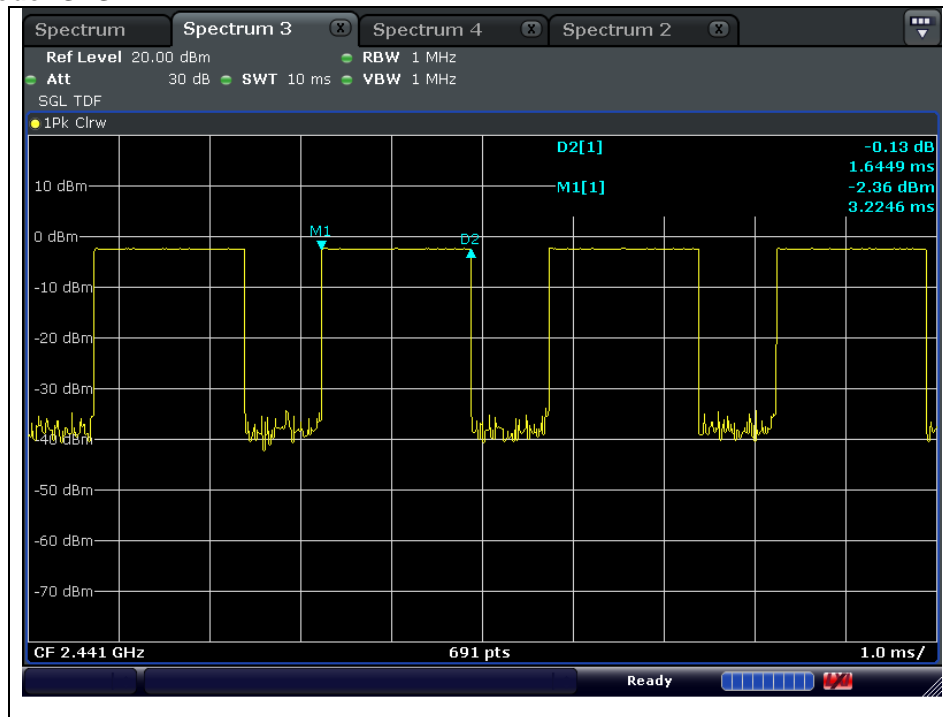 Spectrum Spectrum 3 X Spectrum 4 X Spectrum 2 X
Ref Level 20.00 dBm RBW 1 MHz
Att 30 dB SWT 10 ms VBW 1 MHz
SGL TDF
1Pk Clrw
D2[1] -0.13 dB
1.6449 ms
10 dBm M1[1] -2.36 dBm
3.2246 ms
0 dBm M1 D2
-10 dBm
-20 dBm
-30 dBm
-40 dBm
-50 dBm
-60 dBm
-70 dBm
CF 2.441 GHz 691 pts 1.0 ms/
Ready